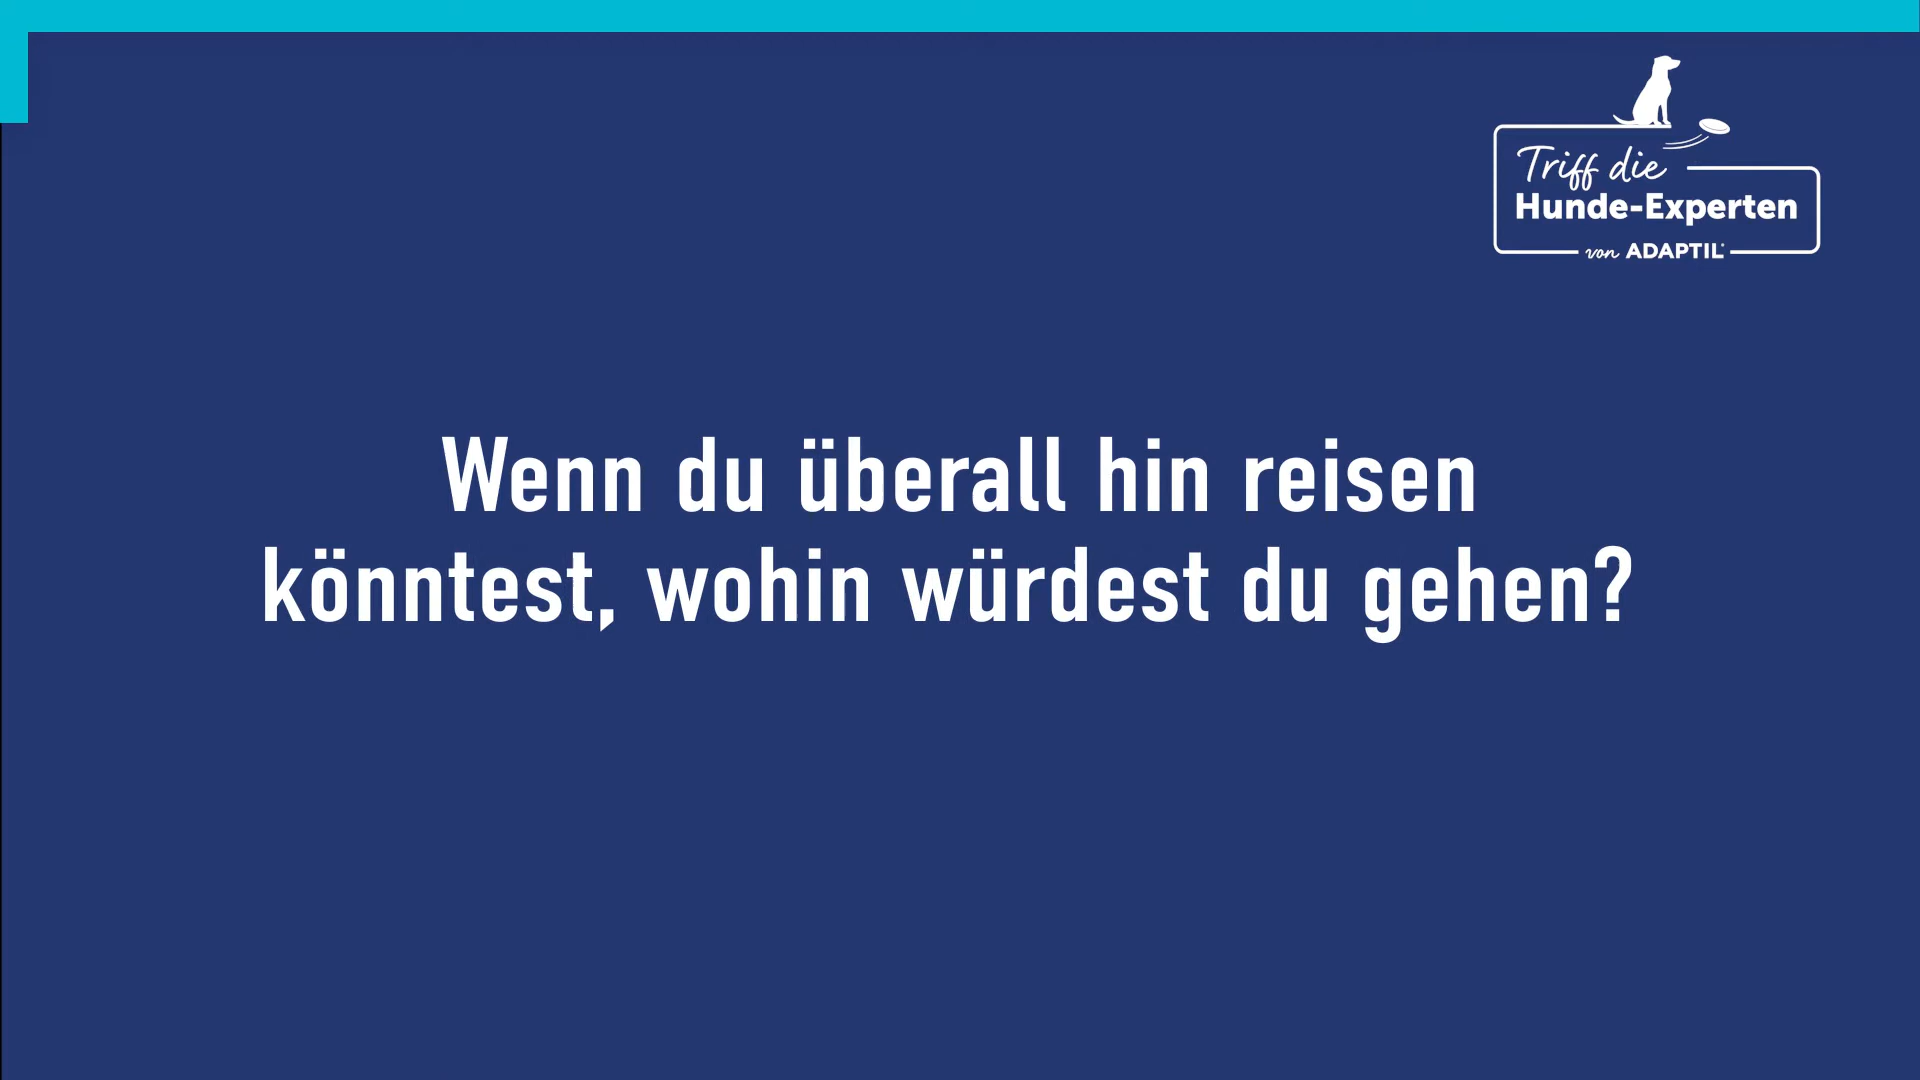 Triff die
Hunde-Experten
von ADAPTIL®
Wenn du überall hin reisen
könntest, wohin würdest du gehen?